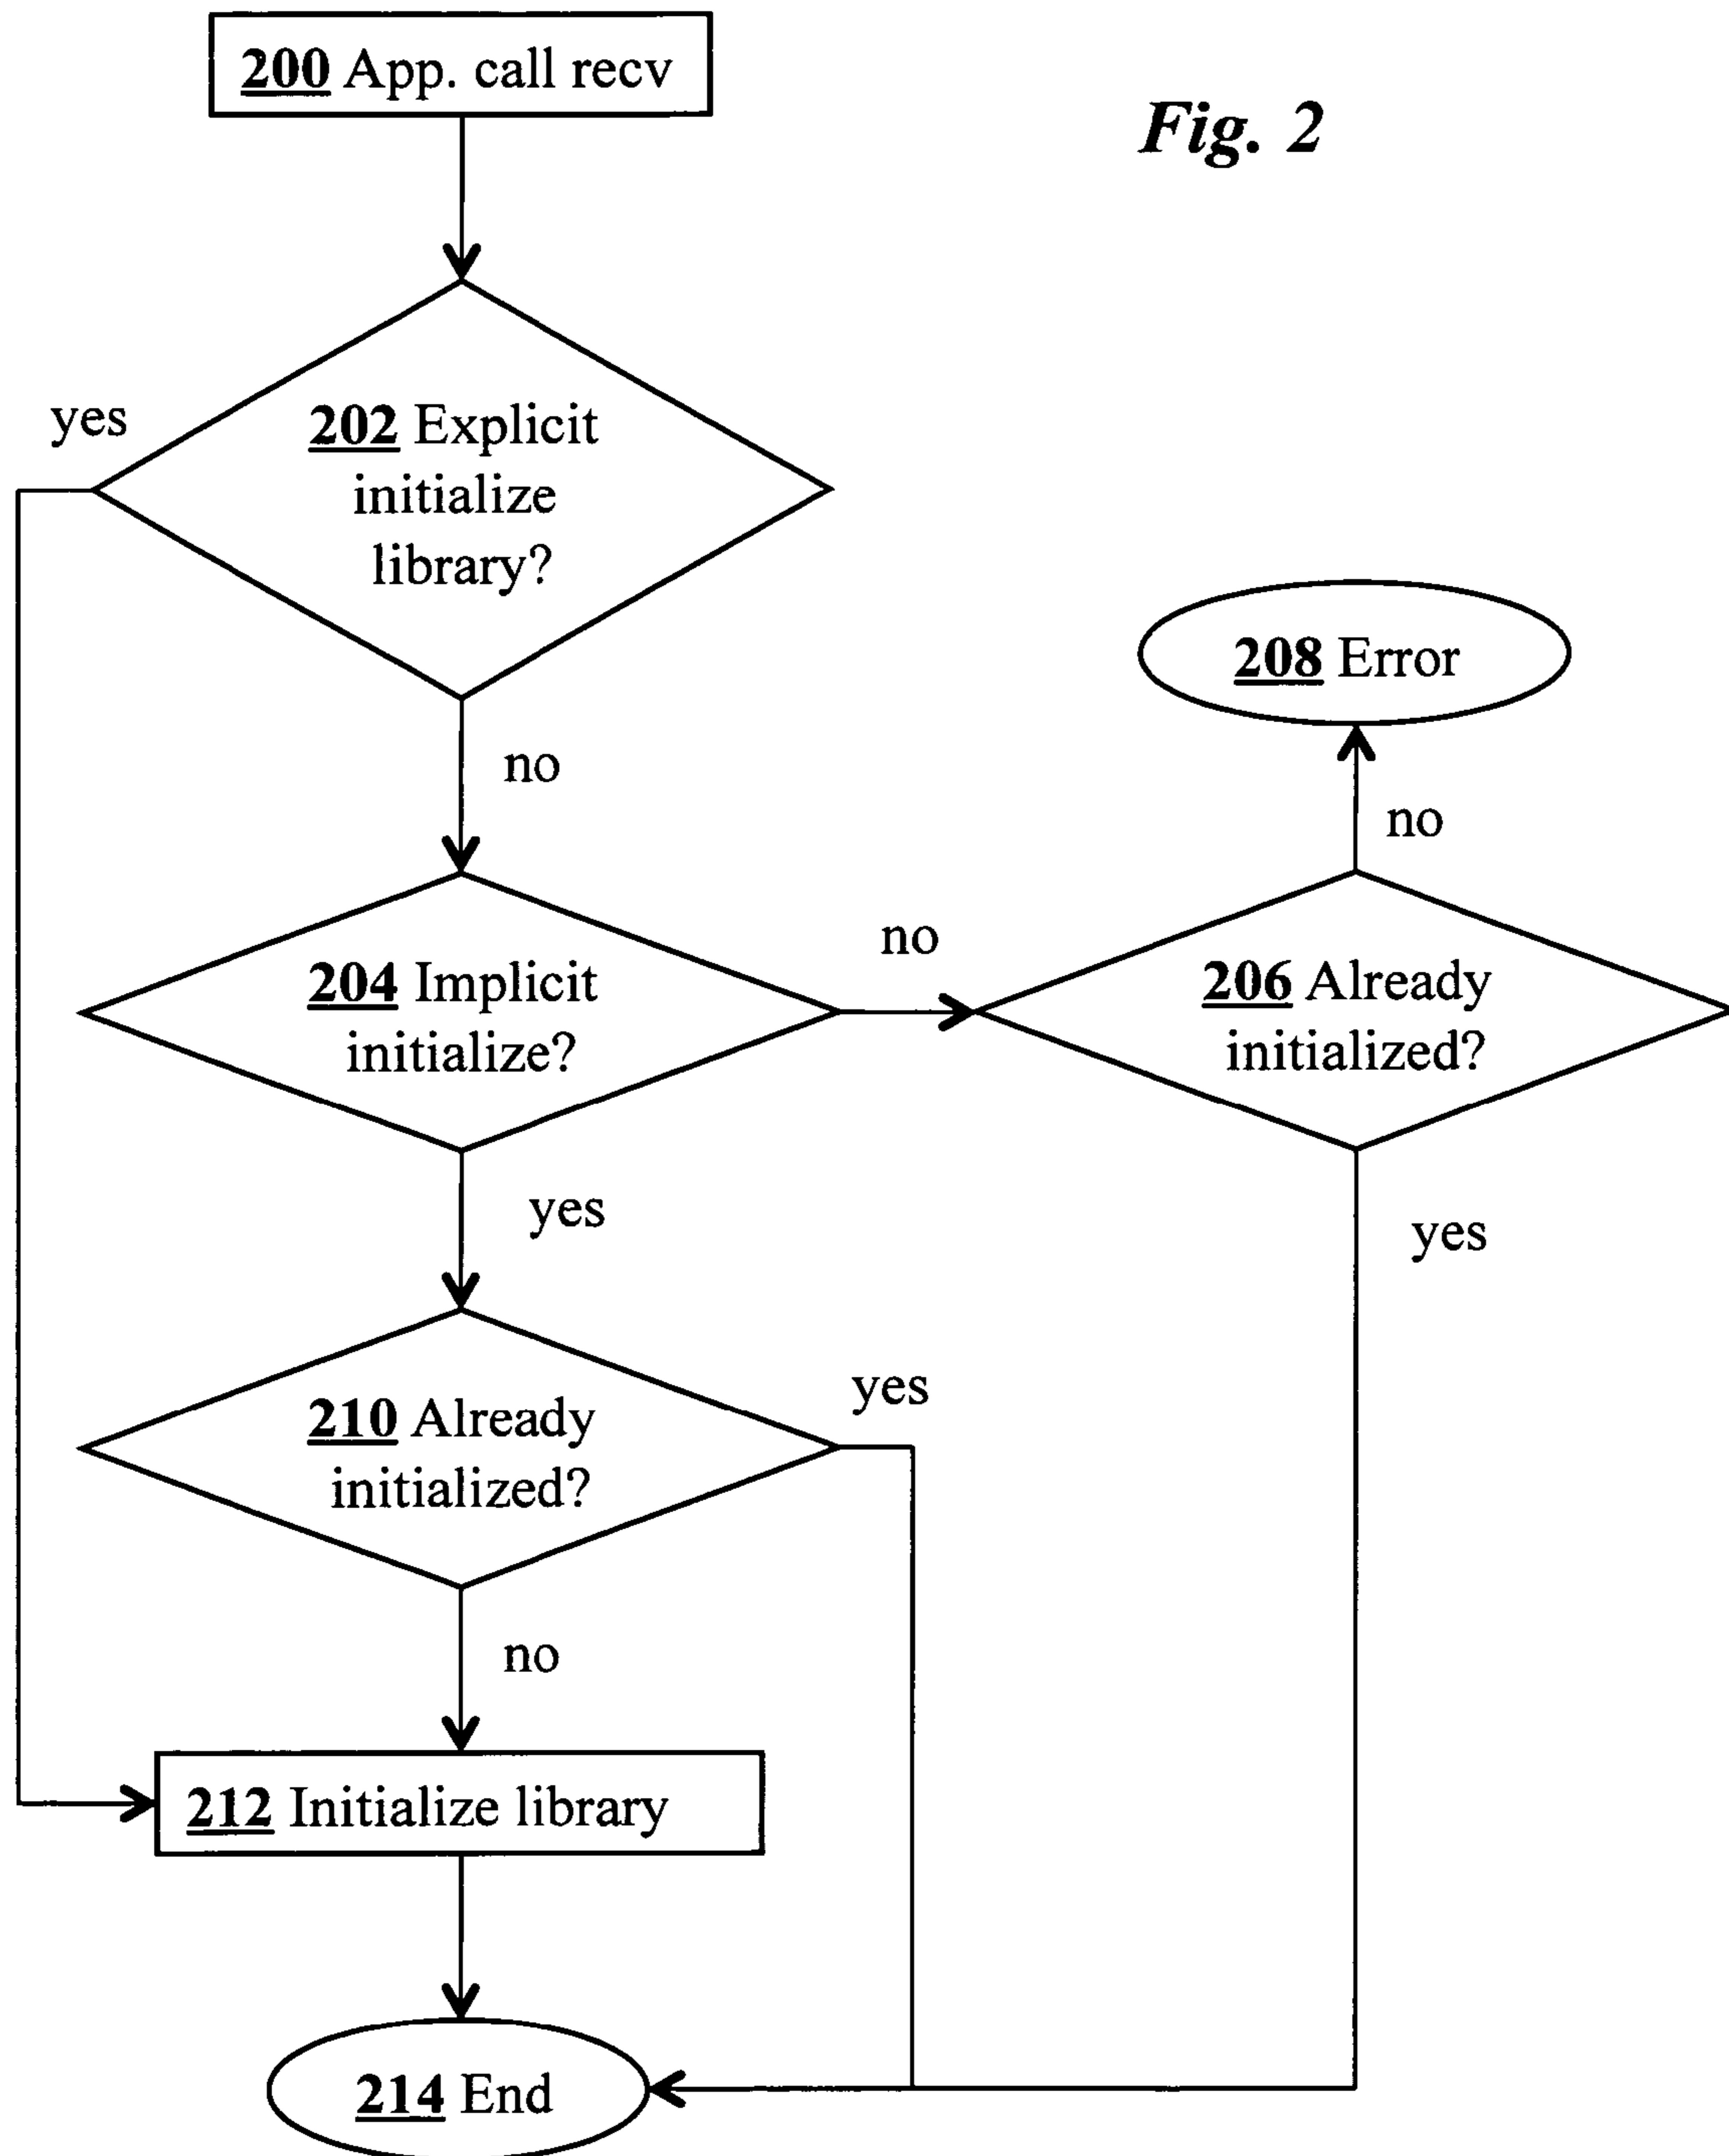 200 App. call recv
Fig. 2
yes
202 Explicit
initialize
library?
no
208 Error
no
204 Implicit
initialize?
no
206 Already
initialized?
yes
yes
210 Already
initialized?
yes
no
212 Initialize library
214 End